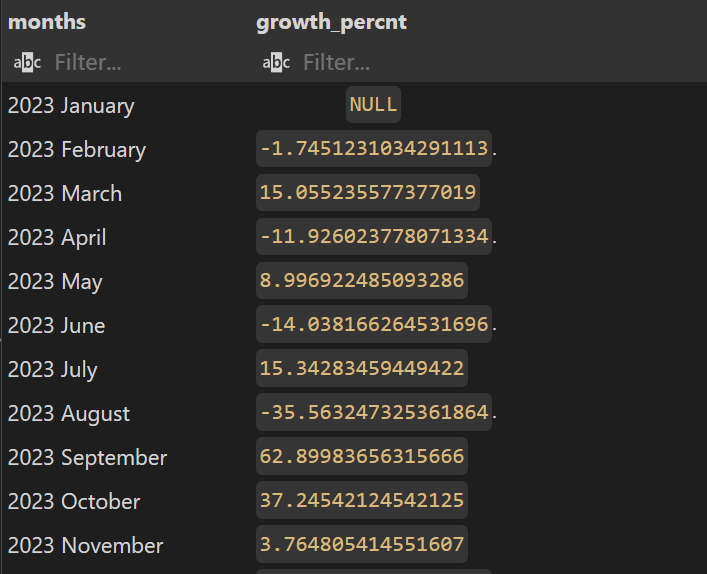 months growth_percnt
abc Filter... abc Filter...
2023 January NULL
2023 February -1.7451231034291113.
2023 March 15.055235577377019
2023 April -11.926023778071334.
2023 May 8.996922485093286
2023 June -14.038166264531696.
2023 July 15.34283459449422
2023 August -35.563247325361864.
2023 September 62.89983656315666
2023 October 37.24542124542125
2023 November 3.764805414551607